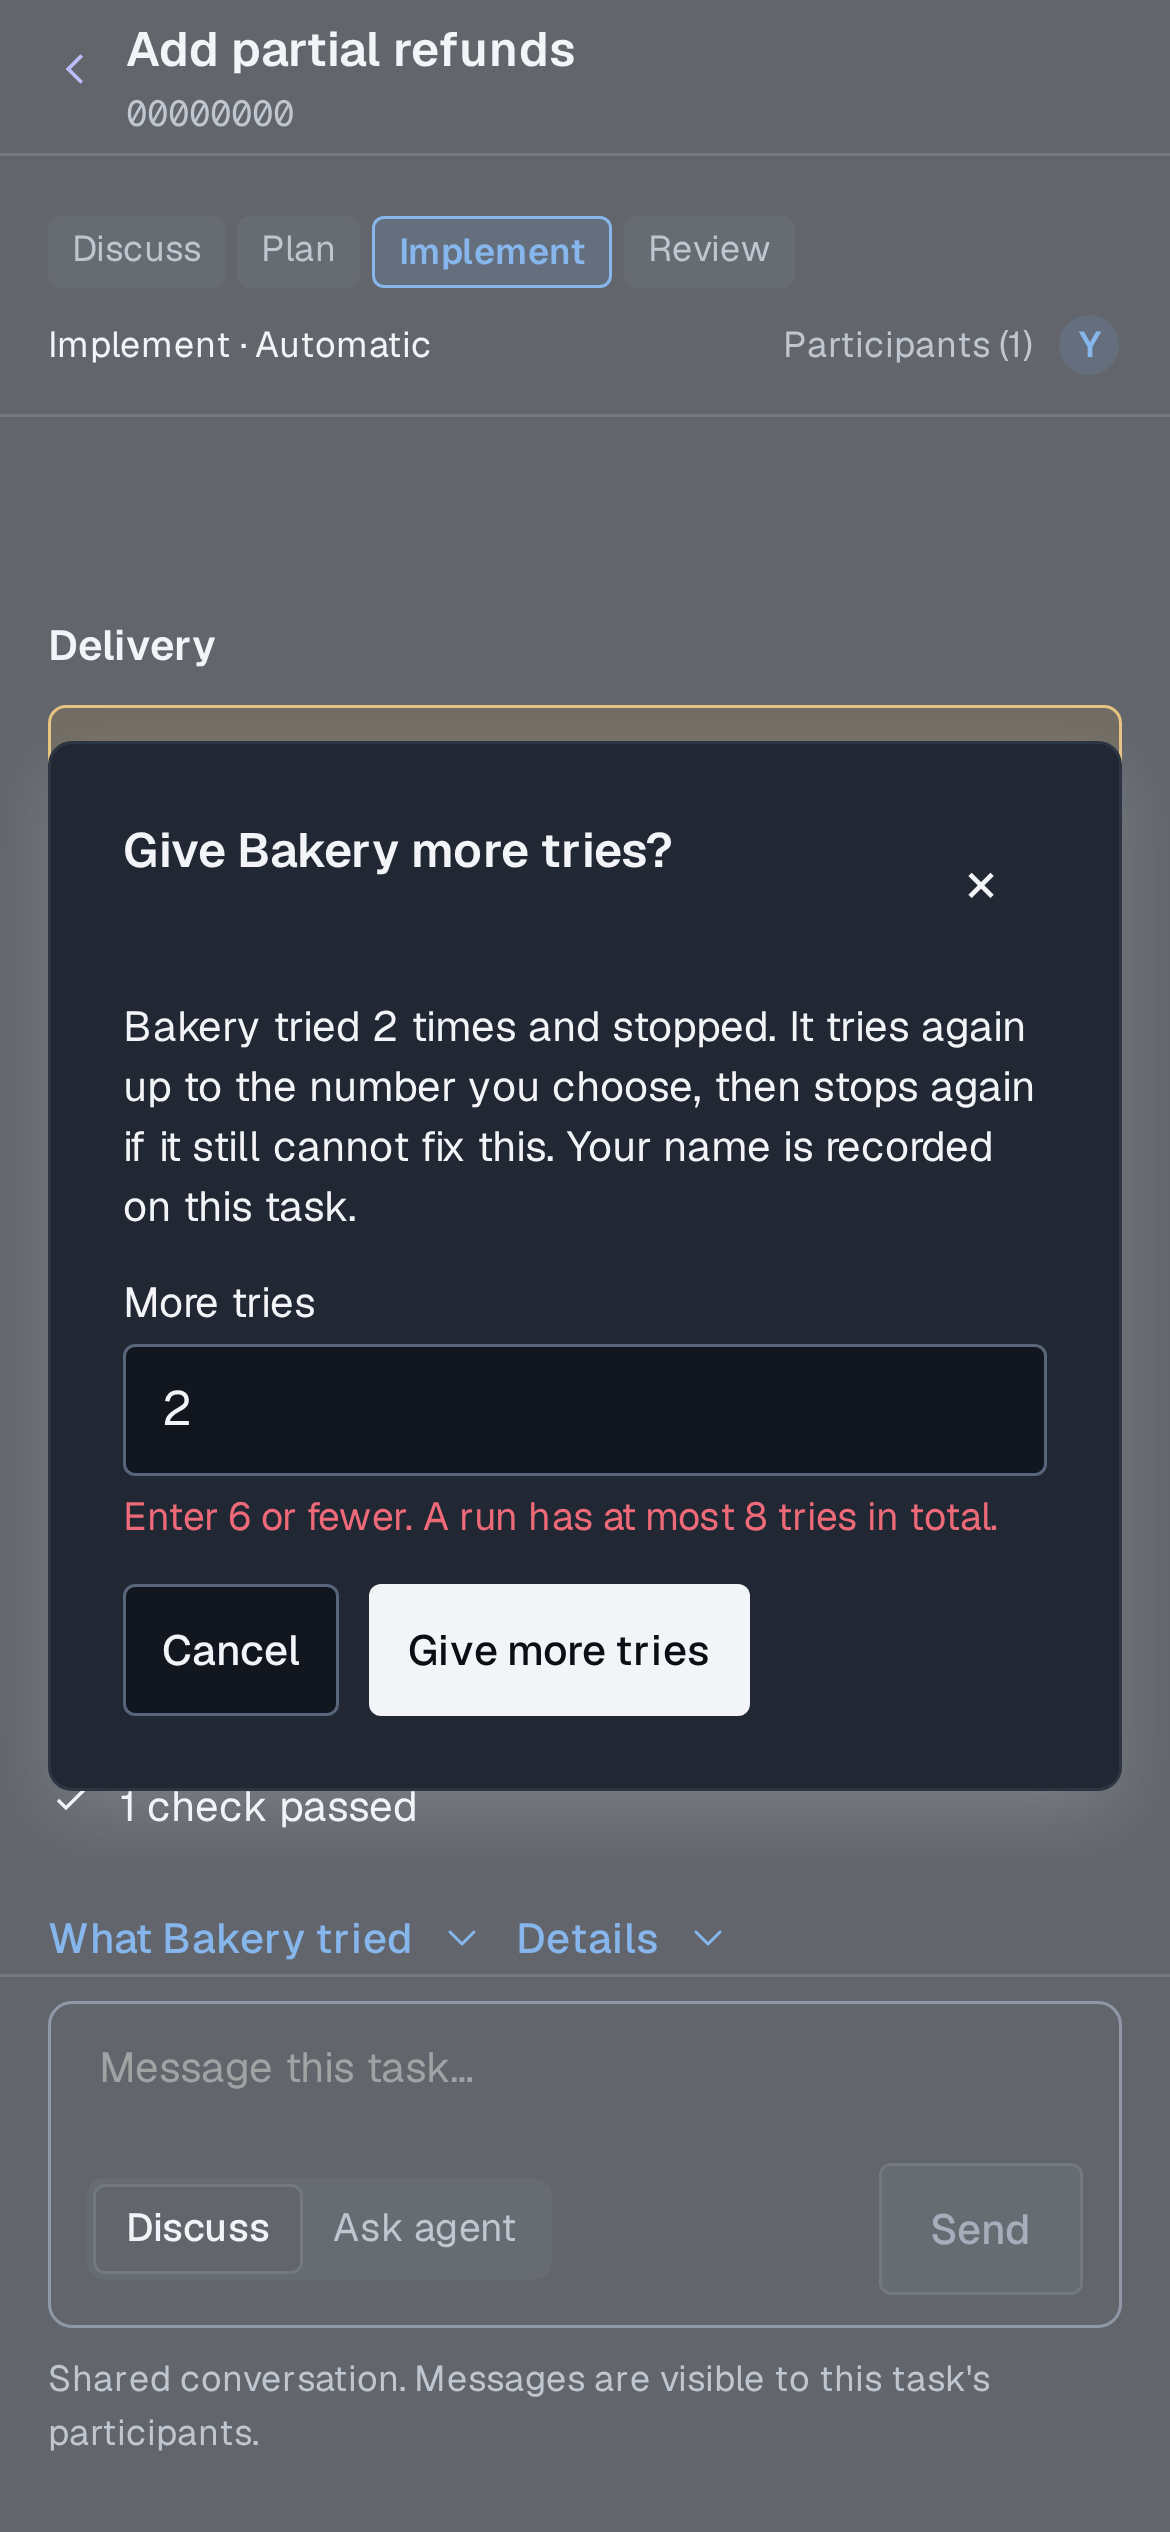 Add partial refunds
00000000
Discuss Plan Implement Review
Implement · Automatic Participants (1) Y
Delivery
Give Bakery more tries?
Bakery tried 2 times and stopped. It tries again
up to the number you choose, then stops again
if it still cannot fix this. Your name is recorded
on this task.
More tries
2
Enter 6 or fewer. A run has at most 8 tries in total.
Cancel Give more tries
1 check passed
What Bakery tried Details
Message this task…
Discuss Ask agent Send
Shared conversation. Messages are visible to this task's
participants.